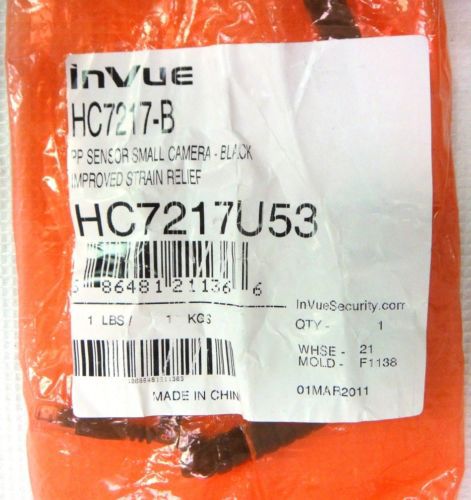 InVue
HC7217-B
PP SENSOR SMALL CAMERA - BLACK
IMPROVED STRAIN RELIEF
HC7217U53
6 86481 21136 6
InVueSecurity.com
1 LBS / 1 KGS
QTY - 1
WHSE - 21
MOLD - F1138
MADE IN CHINA
01MAR2011